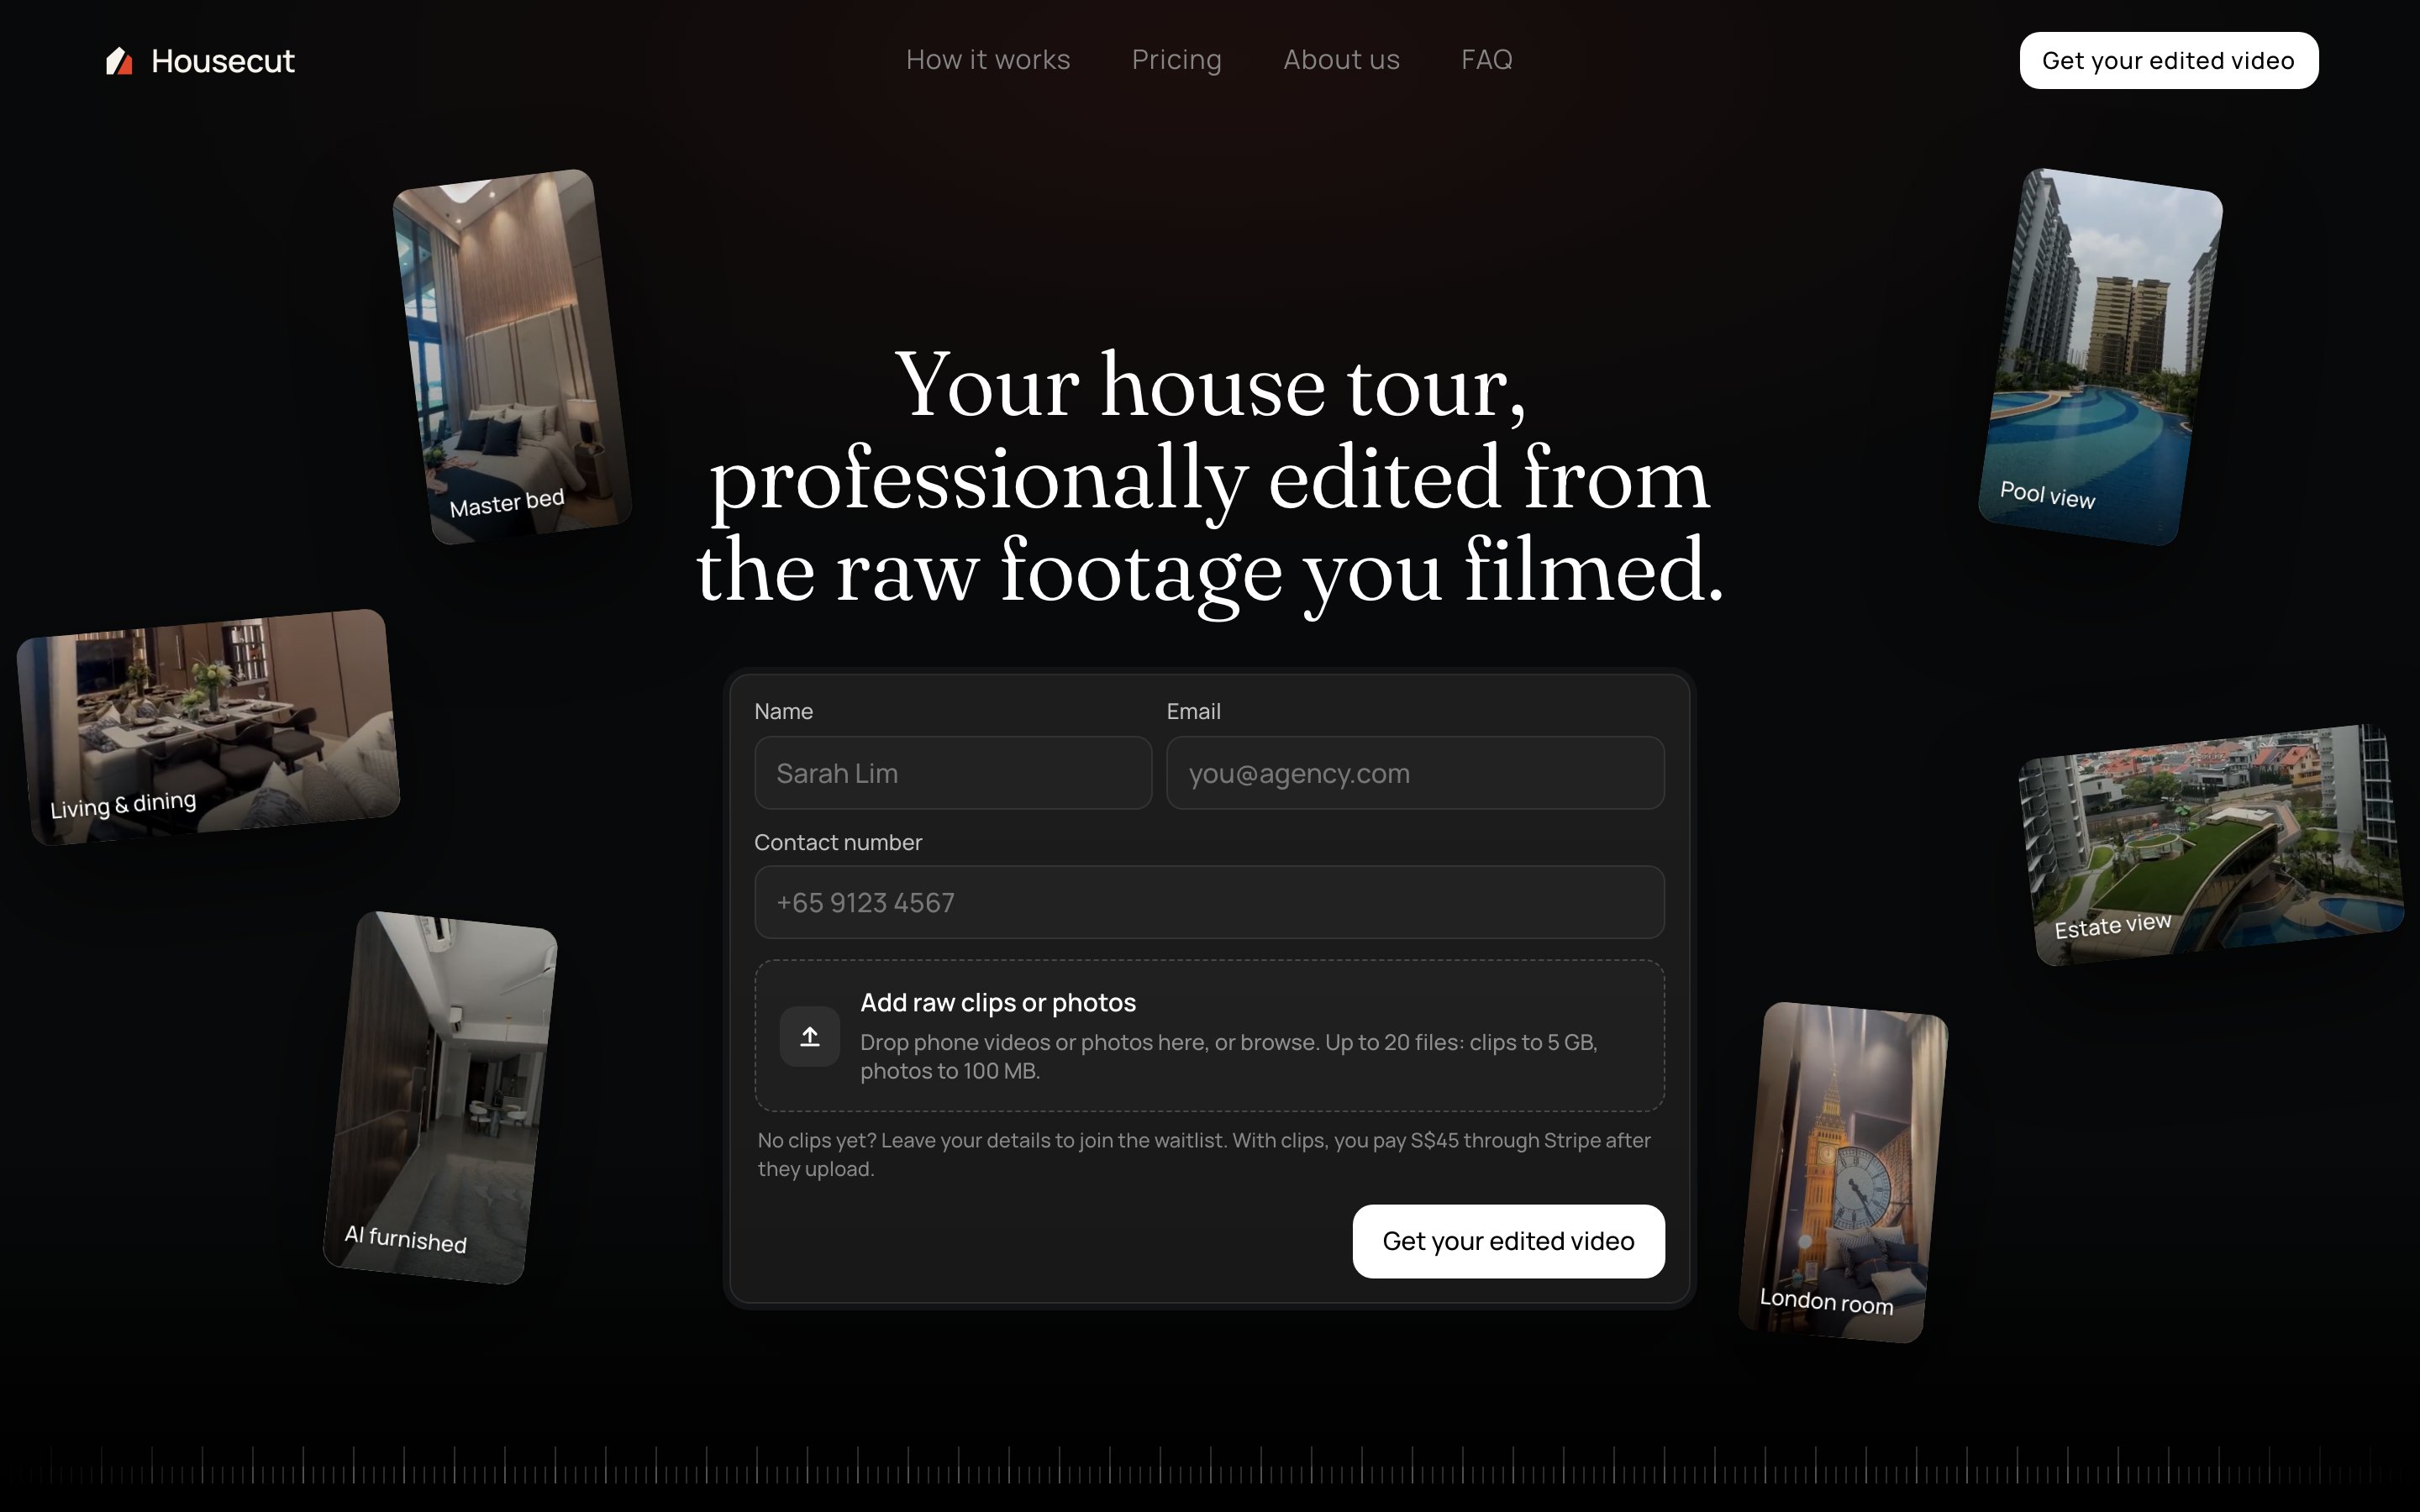 Housecut
How it works
Pricing
About us
FAQ
Get your edited video
Master bed
Pool view
Your house tour,
professionally edited from
the raw footage you filmed.
Living & dining
Name
Email
Sarah Lim
you@agency.com
Contact number
+65 9123 4567
Estate view
Add raw clips or photos
Drop phone videos or photos here, or browse. Up to 20 files: clips to 5 GB,
photos to 100 MB.
No clips yet? Leave your details to join the waitlist. With clips, you pay S$45 through Stripe after
they upload.
AI furnished
Get your edited video
London room